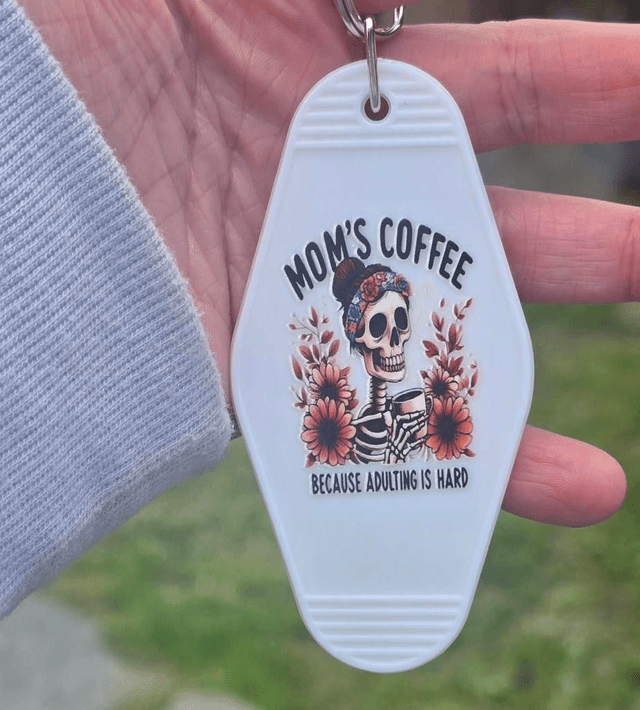 MOM'S COFFEE
BECAUSE ADULTING IS HARD